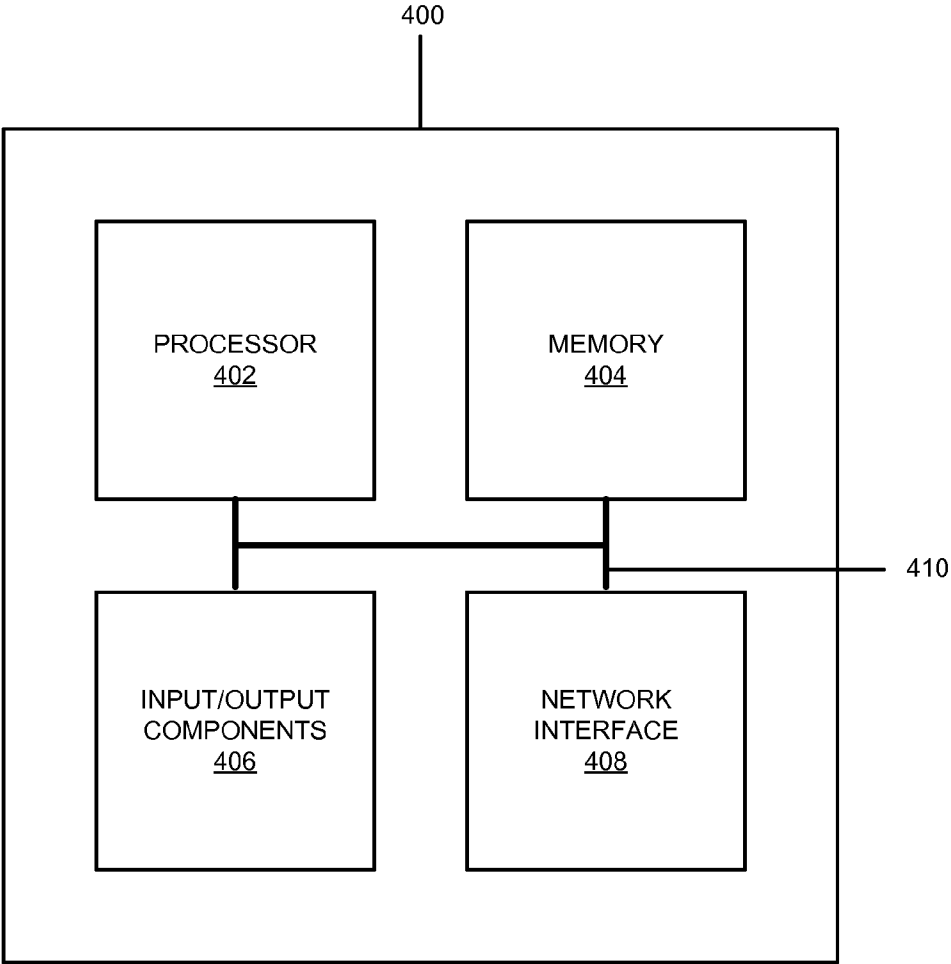 400
PROCESSOR
402
MEMORY
404
410
INPUT/OUTPUT
COMPONENTS
406
NETWORK
INTERFACE
408